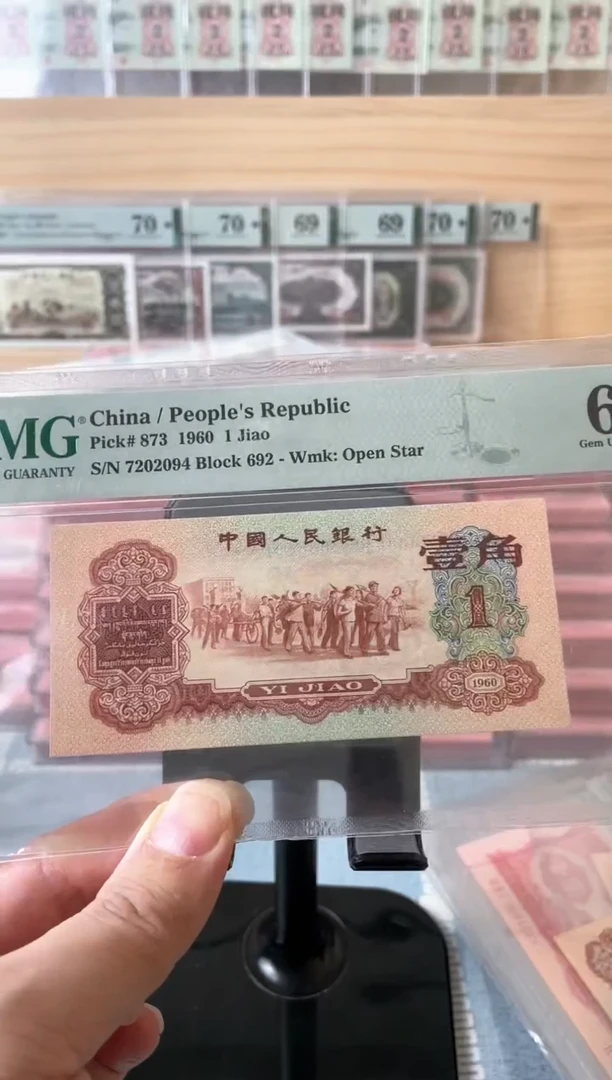 70
70
69
69
70
70
MG® China / People's Republic
Pick# 873 1960 1 Jiao
GUARANTY S/N 7202094 Block 692 - Wmk: Open Star
6
Gem U
中國人民銀行
壹角
1
YI JIAO
1960